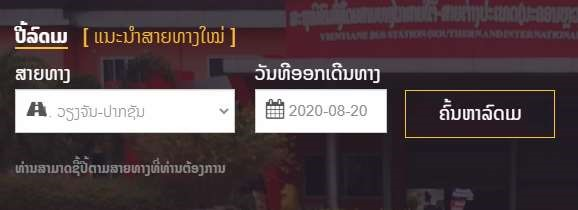 VIENTIANE BUS STATION (SOUTHERN AND INTERNATIONAL
ປີ້ລົດເມ [ ແນະນຳສາຍທາງໃໝ່ ]
ສາຍທາງ ວັນທີອອກເດີນທາງ
ວຽງຈັນ-ປາກຊັນ 2020-08-20 ຄົ້ນຫາລົດເມ
ທ່ານສາມາດຊື້ປີ້ຕາມສາຍທາງທີ່ທ່ານຕ້ອງການ